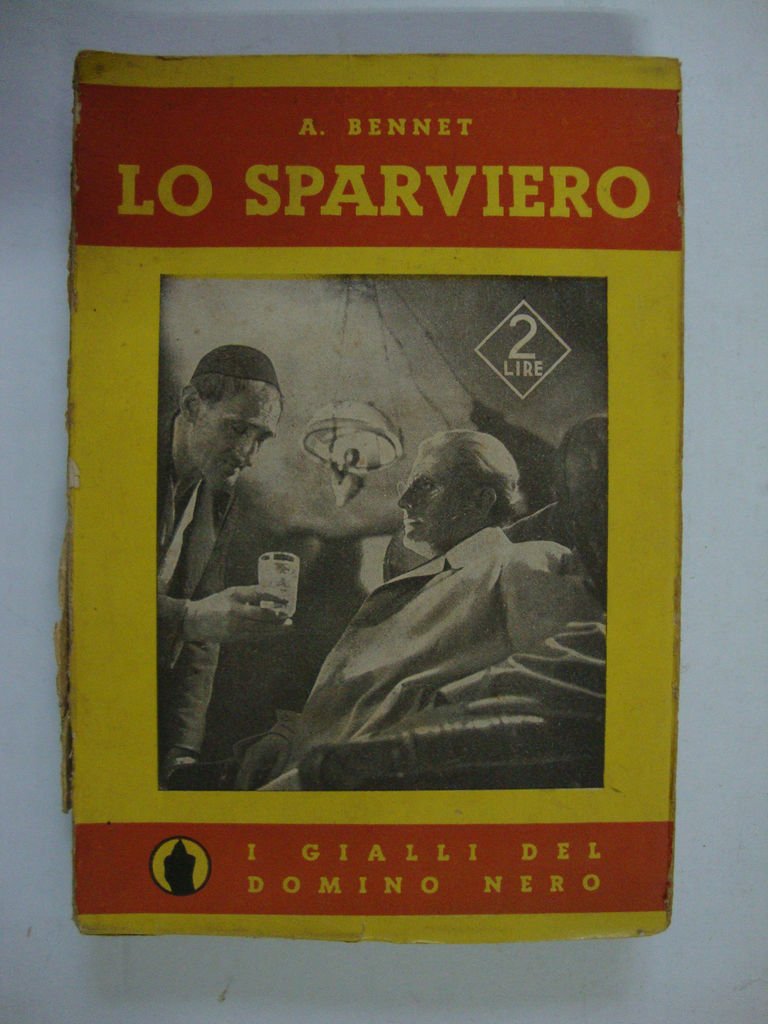 A. BENNET
LO SPARVIERO
2
LIRE
I GIALLI DEL
DOMINO NERO